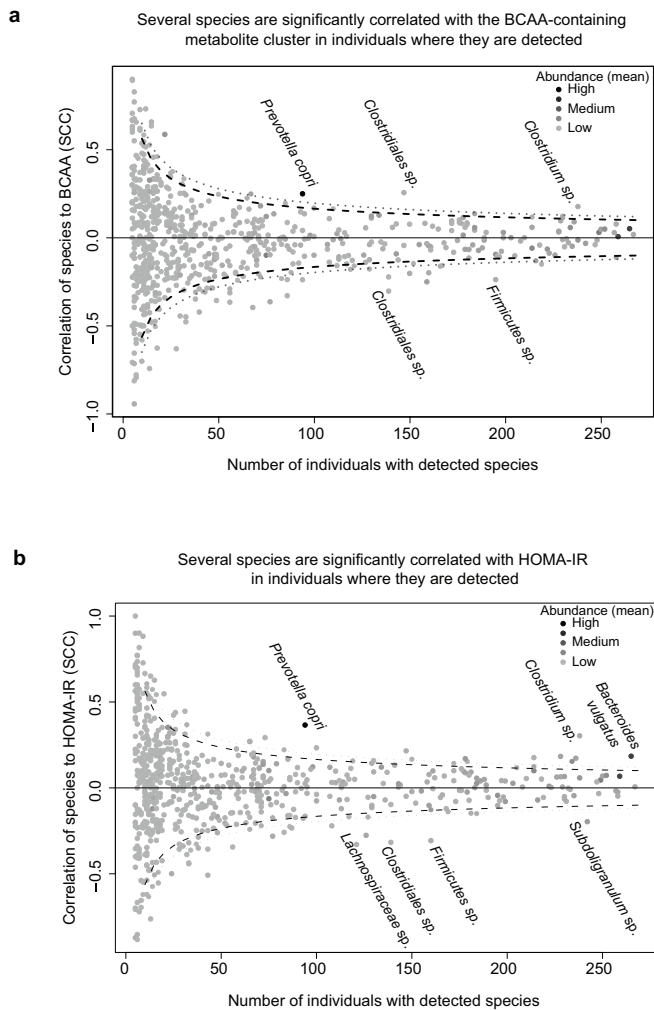 a
Several species are significantly correlated with the BCAA-containing
metabolite cluster in individuals where they are detected
Correlation of species to BCAA (SCC)
0.5
0.0
−0.5
−1.0
Abundance (mean)
High
Medium
Low
Prevotella copri
Clostridiales sp.
Clostridium sp.
Clostridiales sp.
Firmicutes sp.
0
50
100
150
200
250
Number of individuals with detected species
b
Several species are significantly correlated with HOMA-IR
in individuals where they are detected
Correlation of species to HOMA-IR (SCC)
1.0
0.5
0.0
−0.5
Abundance (mean)
High
Medium
Low
Prevotella copri
Clostridium sp.
Bacteroides
vulgatus
Lachnospiraceae sp.
Clostridiales sp.
Firmicutes sp.
Subdoligranulum sp.
0
50
100
150
200
250
Number of individuals with detected species